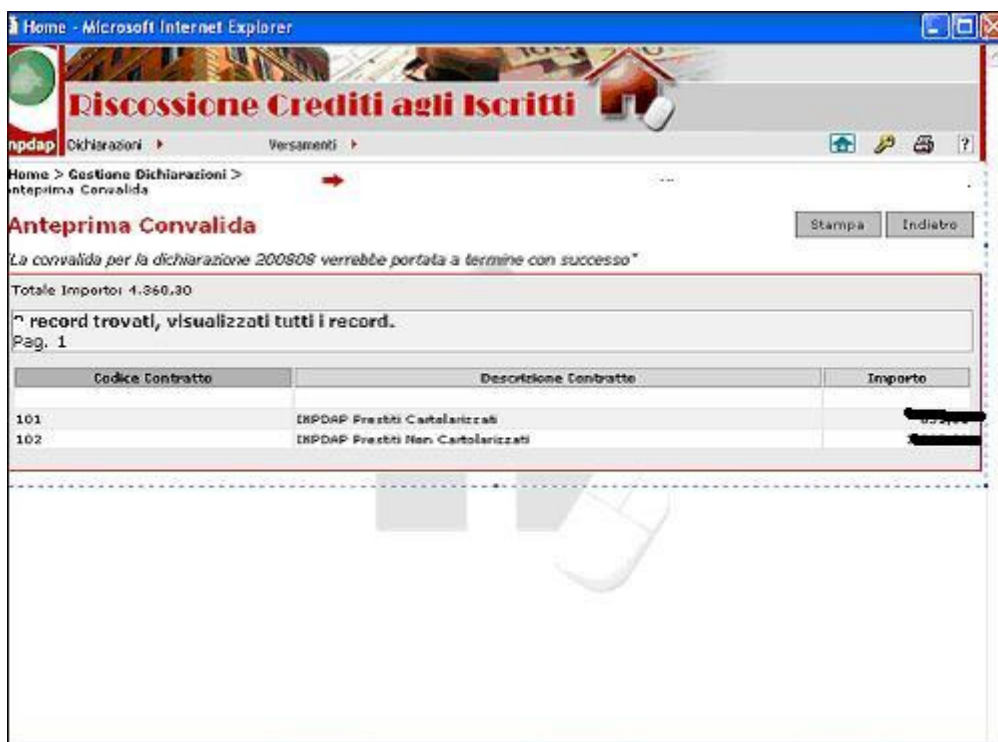 Home - Microsoft Internet Explorer
Riscossione Crediti agli Iscritti
npdap Dichiarazioni Versamenti ?
Home > Gestione Dichiarazioni >
nteprima Convalida
Anteprima Convalida
Stampa Indietro
"La convalida per la dichiarazione 200808 verrebbe portata a termine con successo"
Totale Importo: 4.360,30
record trovati, visualizzati tutti i record.
Pag. 1
Codice Contratto Descrizione Contratto Importo
101 INPDAP Prestiti Cartolarizzati
102 INPDAP Prestiti Non Cartolarizzati